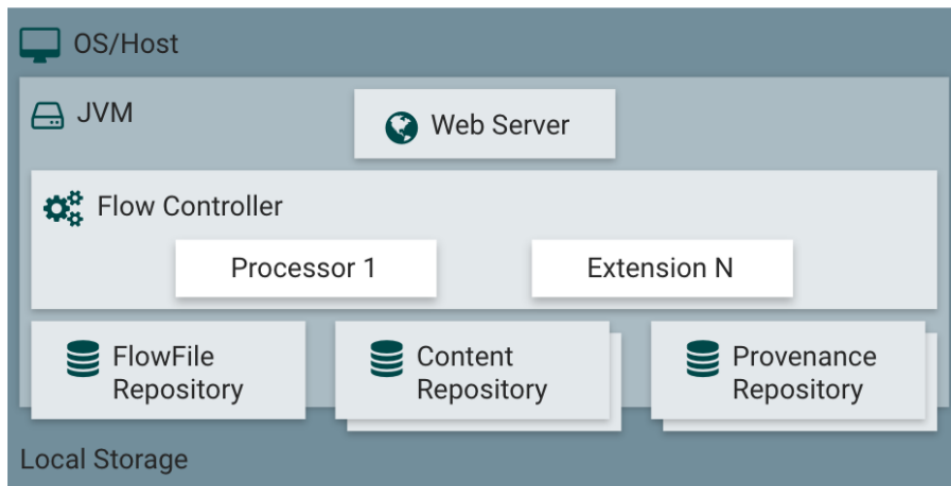 OS/Host
JVM
Web Server
Flow Controller
Processor 1
Extension N
FlowFile
Repository
Content
Repository
Provenance
Repository
Local Storage